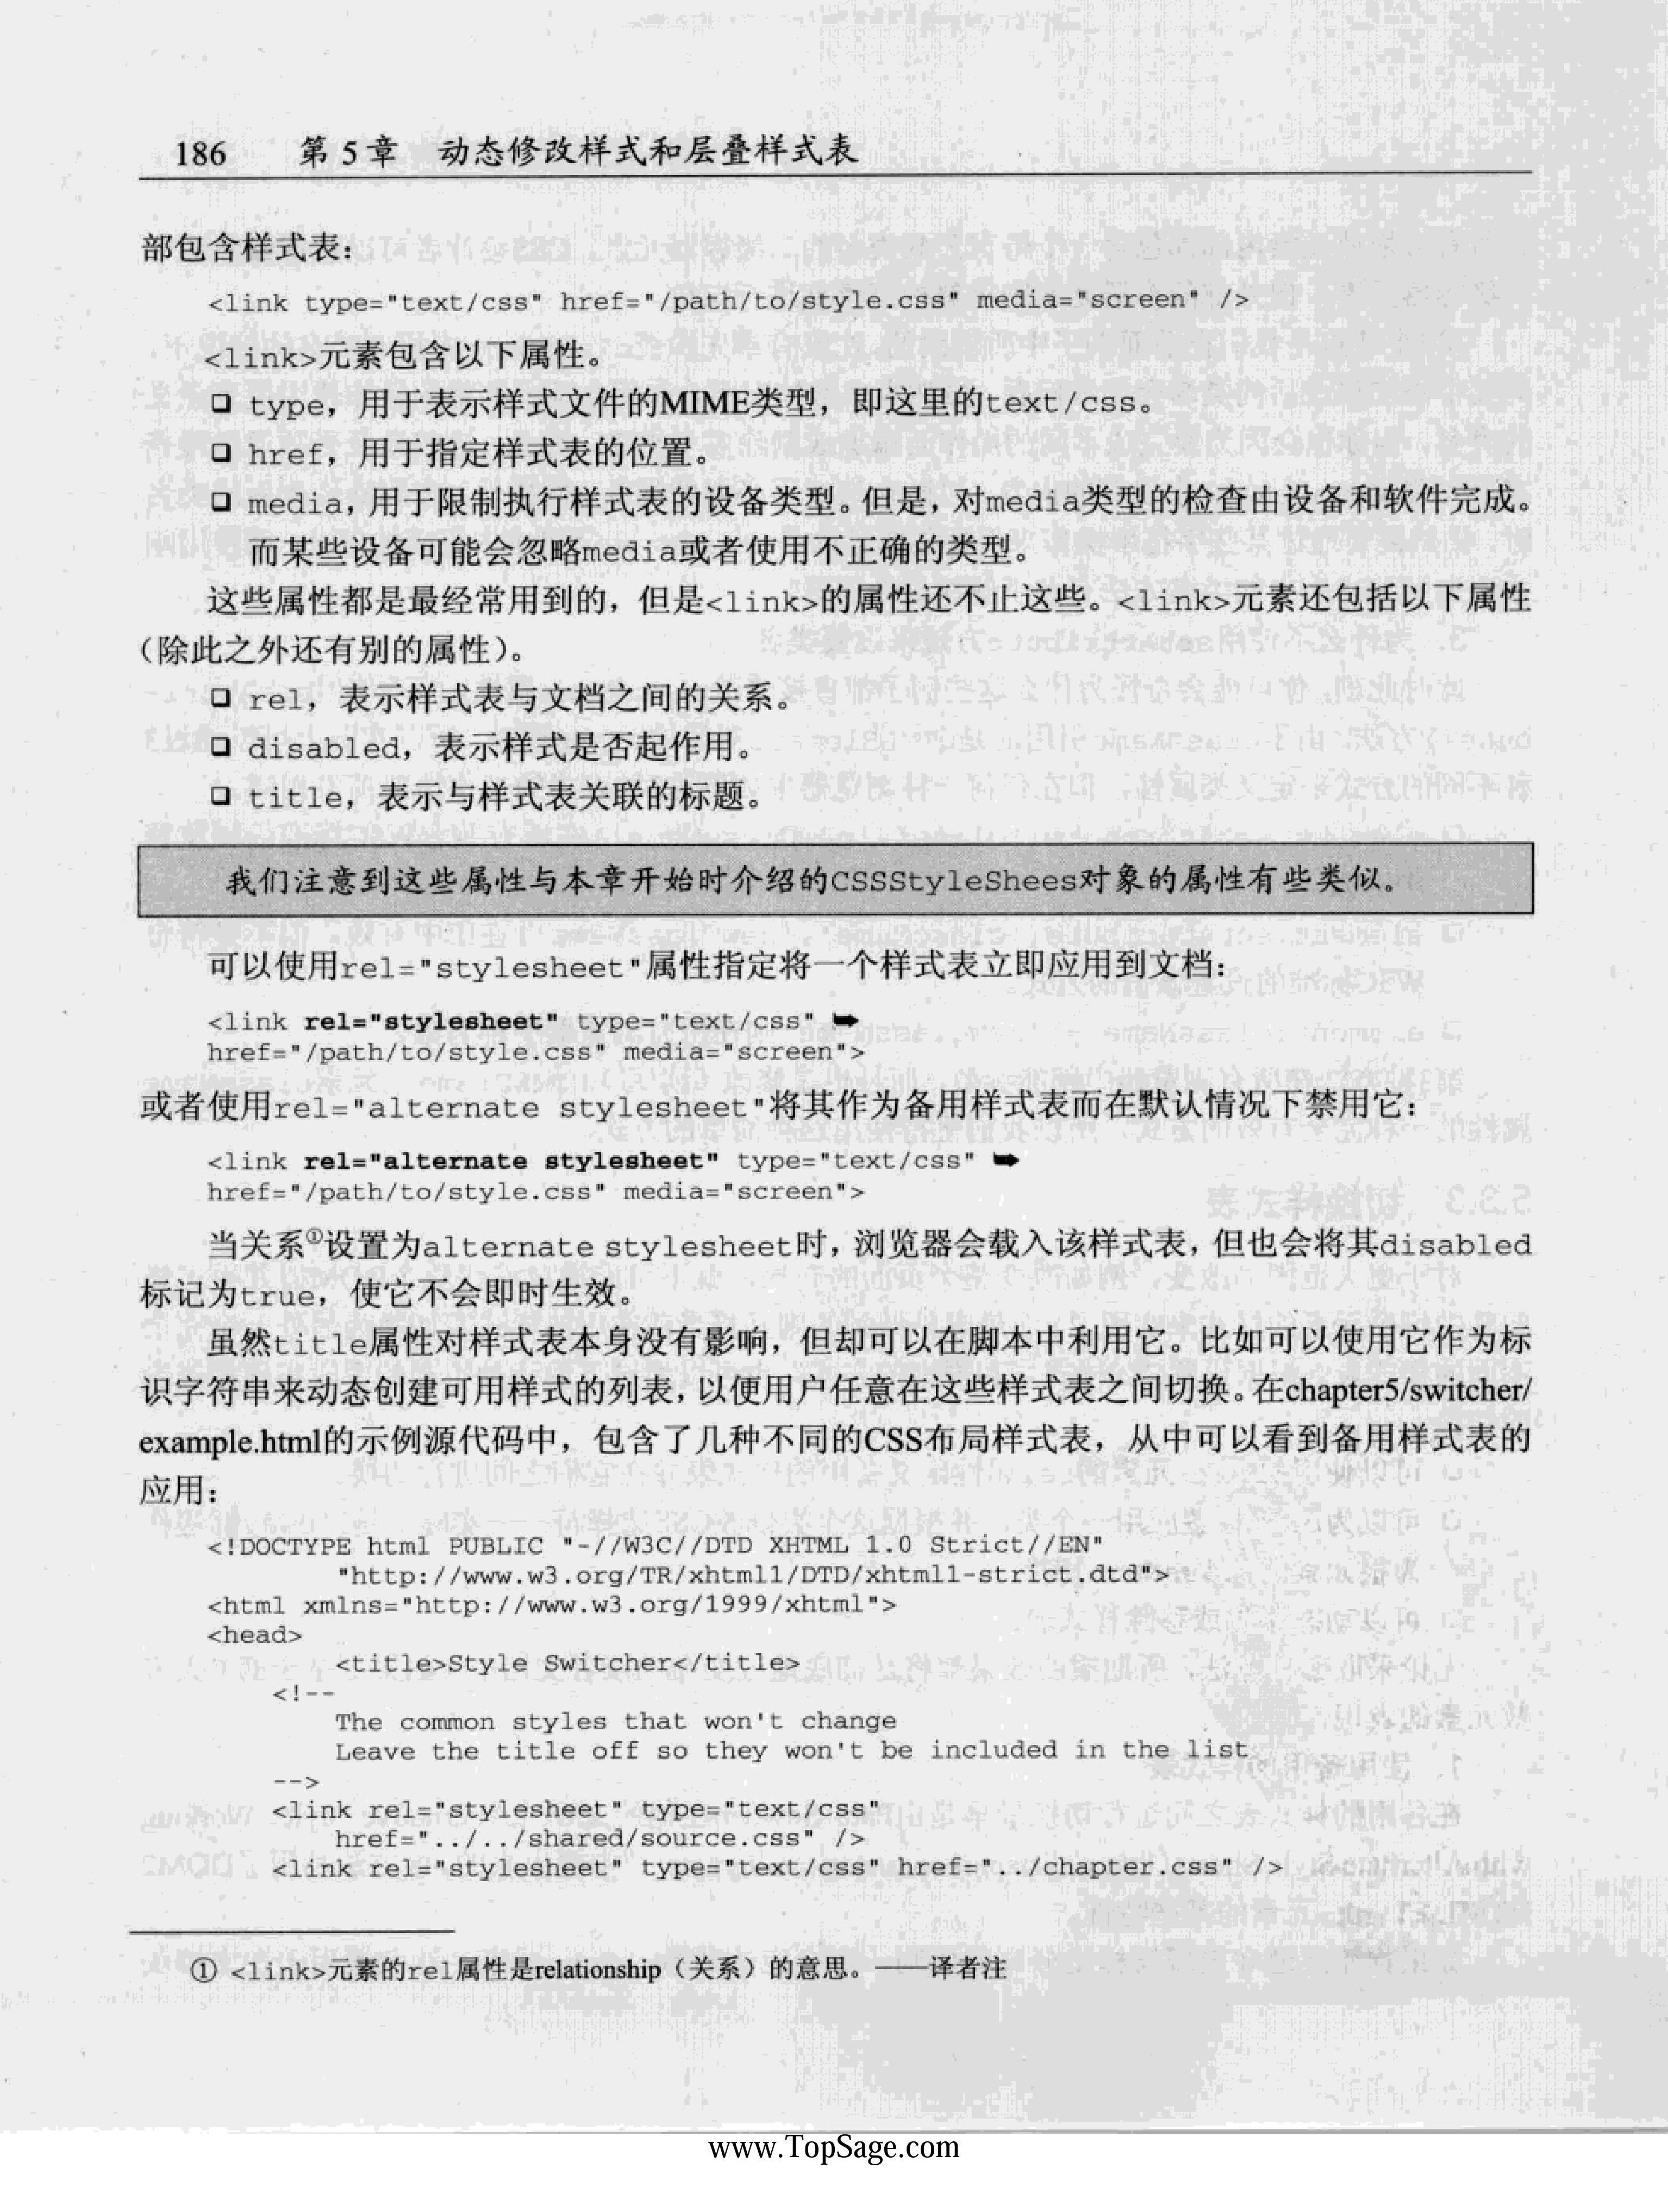 186 第 5 章 动态修改样式和层叠样式表
部包含样式表：
<link type="text/css" href="/path/to/style.css" media="screen" />
<link>元素包含以下属性。
❏ type，用于表示样式文件的MIME类型，即这里的text/css。
❏ href，用于指定样式表的位置。
❏ media，用于限制执行样式表的设备类型。但是，对media类型的检查由设备和软件完成。
而某些设备可能会忽略media或者使用不正确的类型。
这些属性都是最经常用到的，但是<link>的属性还不止这些。<link>元素还包括以下属性
（除此之外还有别的属性）。
❏ rel，表示样式表与文档之间的关系。
❏ disabled，表示样式是否起作用。
❏ title，表示与样式表关联的标题。
我们注意到这些属性与本章开始时介绍的CSSStyleShees对象的属性有些类似。
可以使用rel="stylesheet"属性指定将一个样式表立即应用到文档：
<link rel="stylesheet" type="text/css" ➥
href="/path/to/style.css" media="screen">
或者使用rel="alternate stylesheet"将其作为备用样式表而在默认情况下禁用它：
<link rel="alternate stylesheet" type="text/css" ➥
href="/path/to/style.css" media="screen">
当关系①设置为alternate stylesheet时，浏览器会载入该样式表，但也会将其disabled
标记为true，使它不会即时生效。
虽然title属性对样式表本身没有影响，但却可以在脚本中利用它。比如可以使用它作为标
识字符串来动态创建可用样式的列表，以便用户任意在这些样式表之间切换。在chapter5/switcher/
example.html的示例源代码中，包含了几种不同的CSS布局样式表，从中可以看到备用样式表的
应用：
<!DOCTYPE html PUBLIC "-//W3C//DTD XHTML 1.0 Strict//EN"
"http://www.w3.org/TR/xhtml1/DTD/xhtml1-strict.dtd">
<html xmlns="http://www.w3.org/1999/xhtml">
<head>
<title>Style Switcher</title>
<!--
The common styles that won't change
Leave the title off so they won't be included in the list
-->
<link rel="stylesheet" type="text/css"
href="../../shared/source.css" />
<link rel="stylesheet" type="text/css" href="../chapter.css" />
① <link>元素的rel属性是relationship（关系）的意思。——译者注
www.TopSage.com